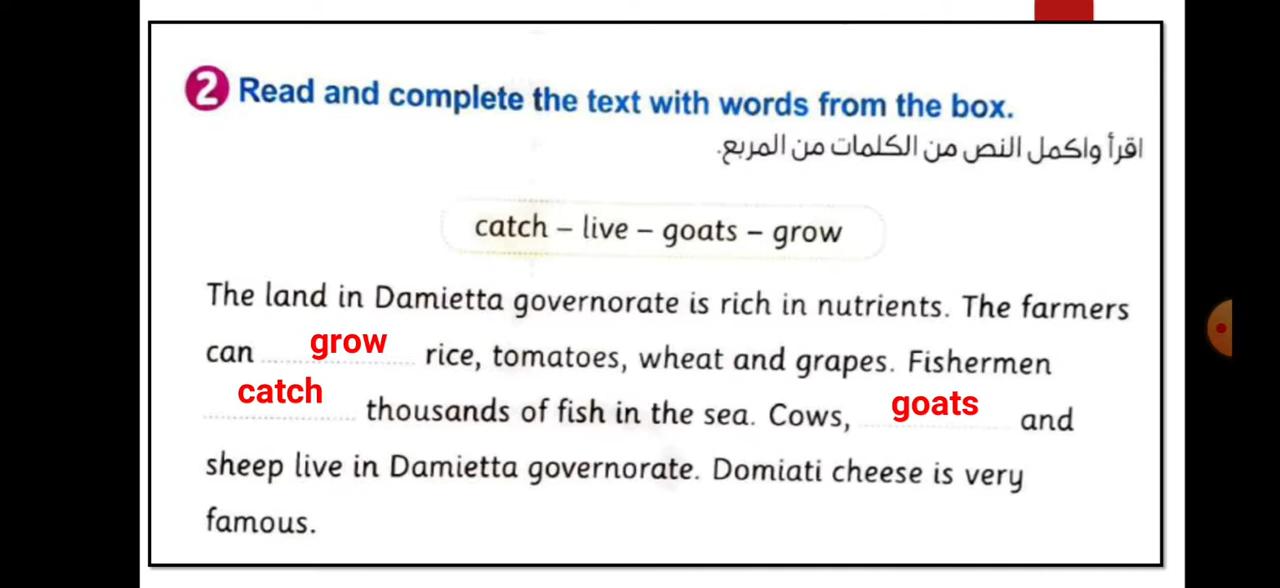 2 Read and complete the text with words from the box.
اقرأ واكمل النص من الكلمات من المربع.
catch – live – goats – grow
The land in Damietta governorate is rich in nutrients. The farmers
can grow rice, tomatoes, wheat and grapes. Fishermen
catch thousands of fish in the sea. Cows, goats and
sheep live in Damietta governorate. Domiati cheese is very
famous.